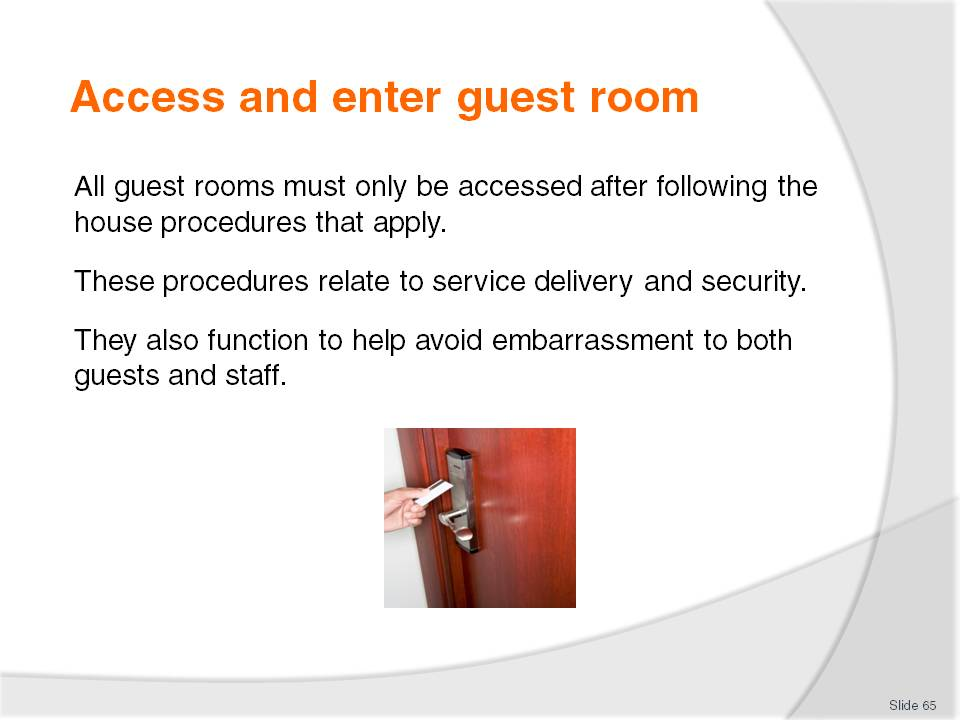 Access and enter guest room
All guest rooms must only be accessed after following the
house procedures that apply.
These procedures relate to service delivery and security.
They also function to help avoid embarrassment to both
guests and staff.
Slide 65